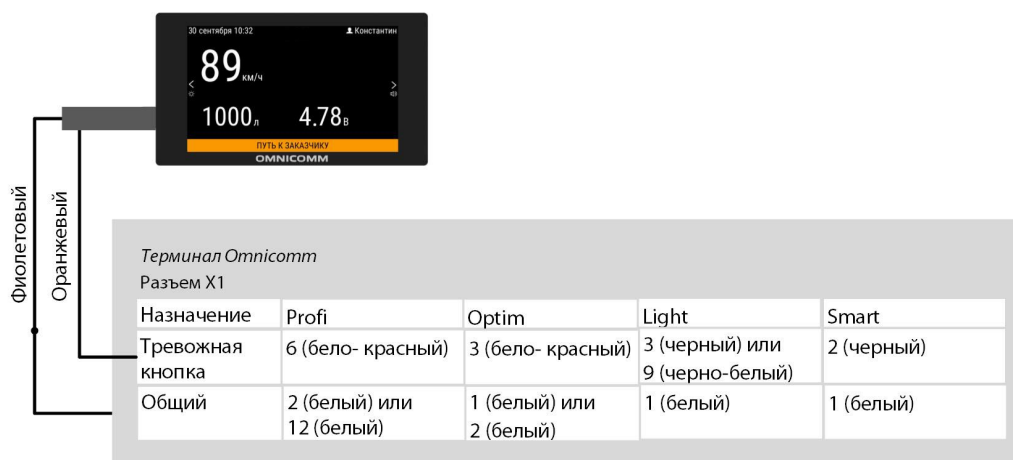 30 сентября 10:32 Константин
89 км/ч
1000 л 4.78 в
ПУТЬ К ЗАКАЗЧИКУ
OMNICOMM
Фиолетовый
Оранжевый
Терминал Omnicomm
Разъем X1
Назначение Profi Optim Light Smart
Тревожная кнопка 6 (бело- красный) 3 (бело- красный) 3 (черный) или 9 (черно-белый) 2 (черный)
Общий 2 (белый) или 12 (белый) 1 (белый) или 2 (белый) 1 (белый) 1 (белый)